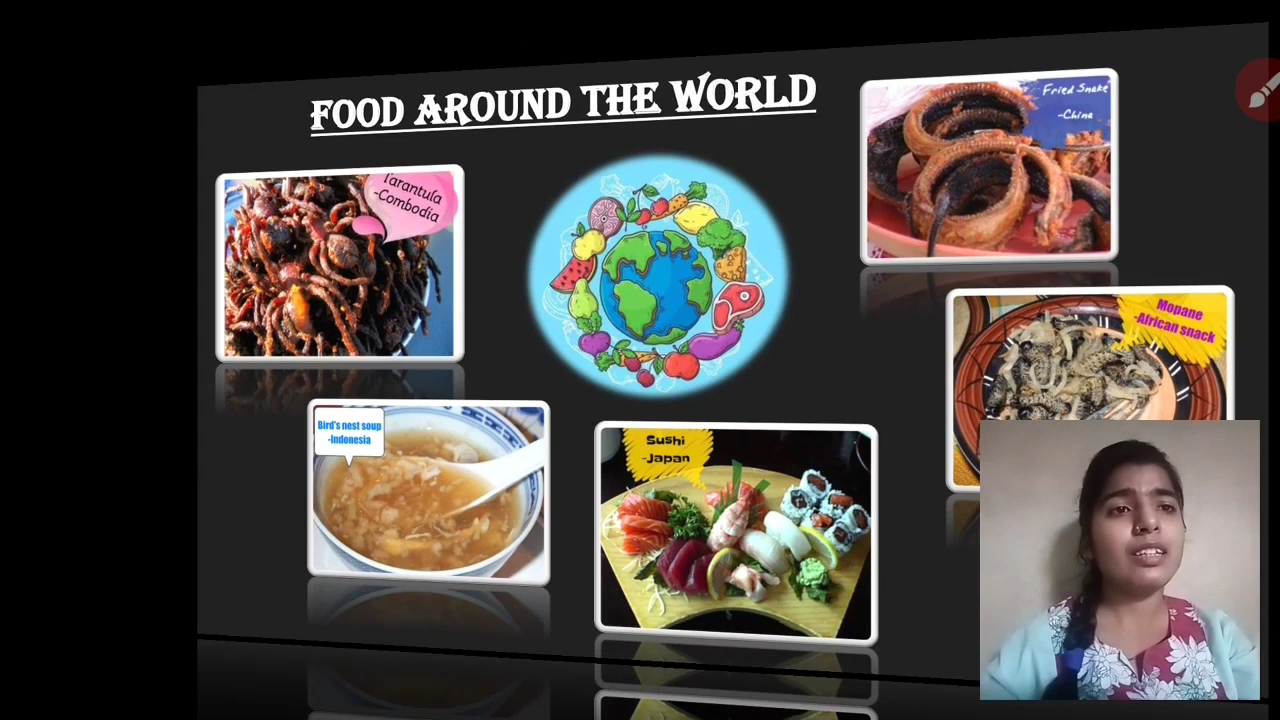 FOOD AROUND THE WORLD
Fried Snake
-China
Tarantula
-Combodia
Mopane
-African snack
Bird's nest soup
-Indonesia
Sushi
-Japan